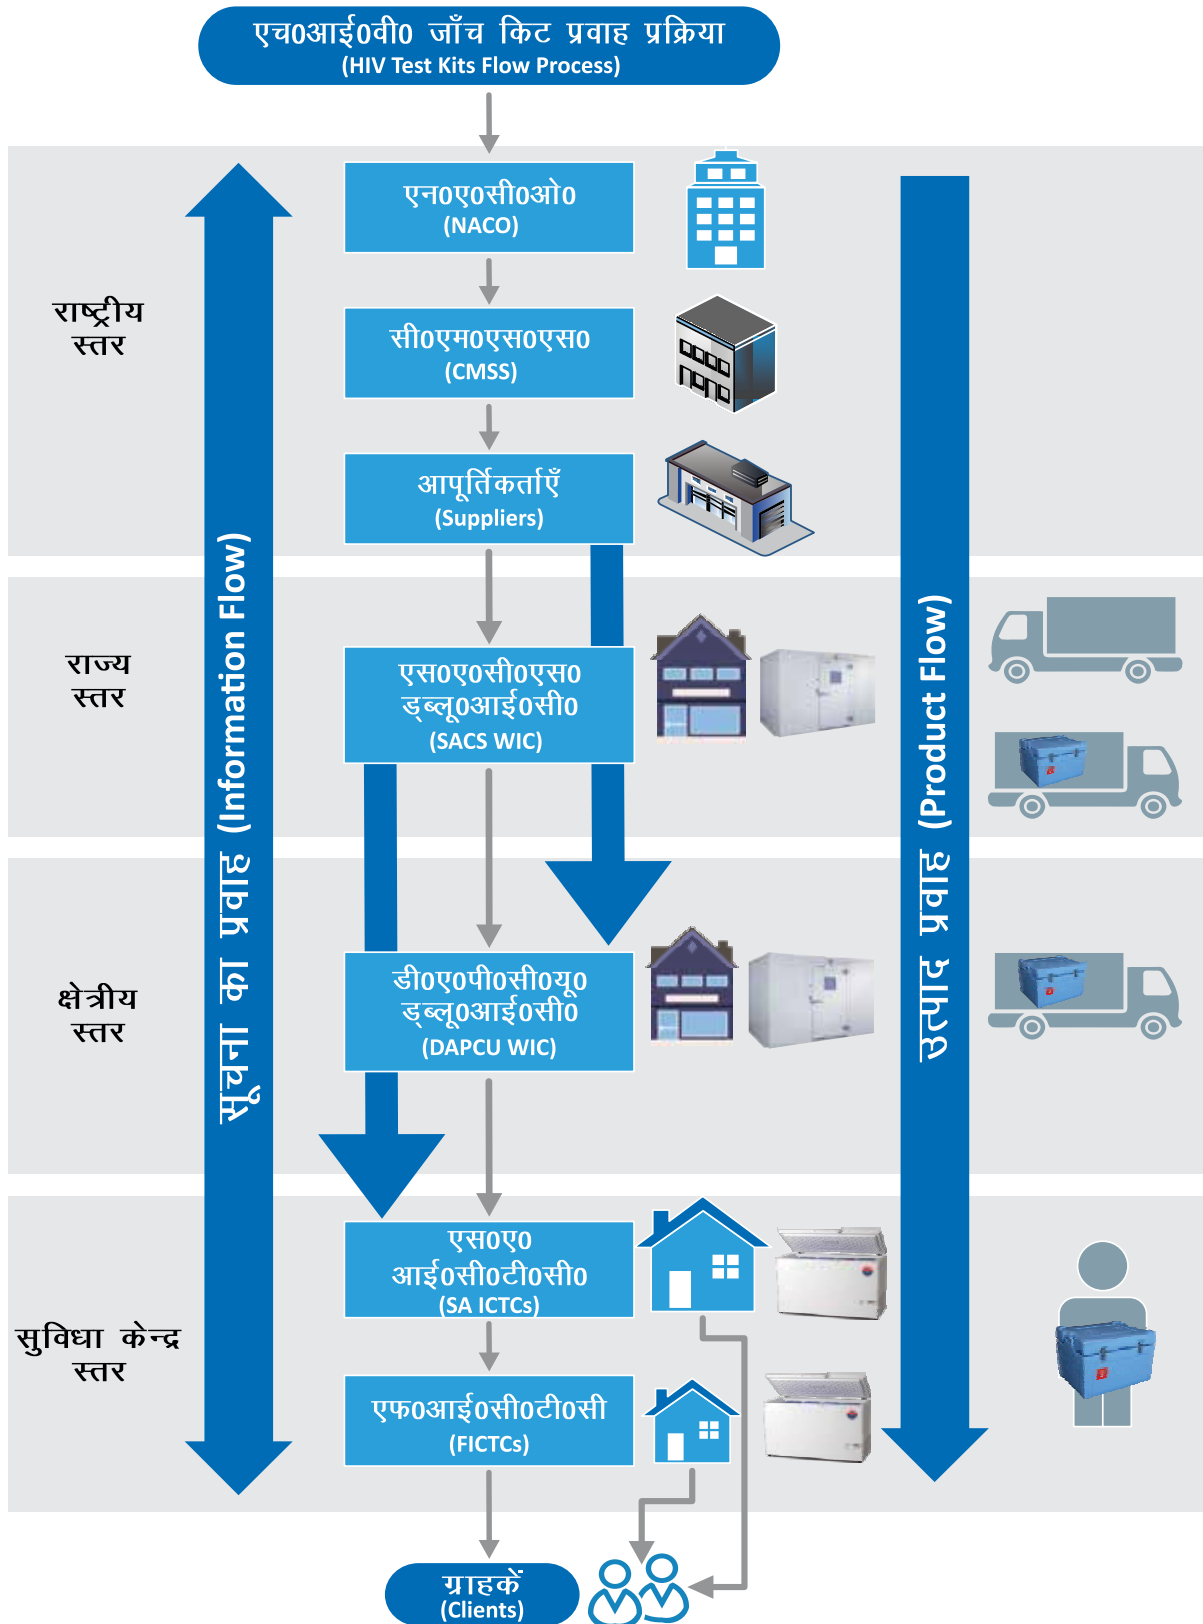 एच0आई0वी0 जाँच किट प्रवाह प्रक्रिया
(HIV Test Kits Flow Process)
राष्ट्रीय
स्तर
एन0ए0सी0ओ0
(NACO)
सी0एम0एस0एस0
(CMSS)
आपूर्तिकर्ताएँ
(Suppliers)
सूचना का प्रवाह (Information Flow)
उत्पाद प्रवाह (Product Flow)
राज्य
स्तर
एस0ए0सी0एस0
ड्ब्लू0आई0सी0
(SACS WIC)
क्षेत्रीय
स्तर
डी0ए0पी0सी0यू0
ड्ब्लू0आई0सी0
(DAPCU WIC)
सुविधा केन्द्र
स्तर
एस0ए0
आई0सी0टी0सी0
(SA ICTCs)
एफ0आई0सी0टी0सी
(FICTCs)
ग्राहकें
(Clients)